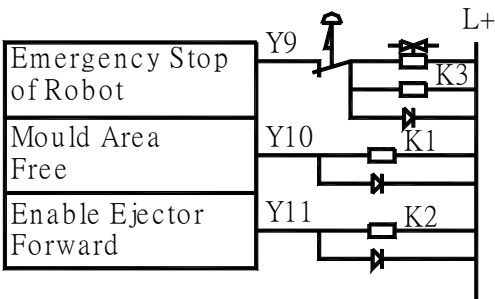 L+
Emergency Stop
of Robot
Y9
K3
Mould Area
Free
Y10
K1
Enable Ejector
Forward
Y11
K2